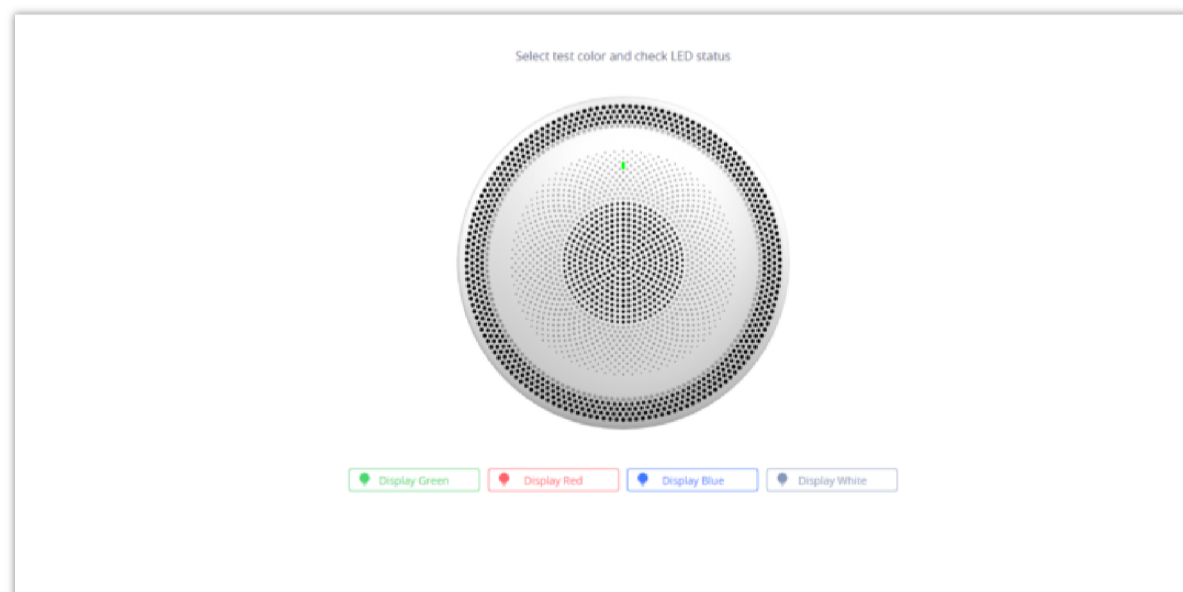 Select test color and check LED status
Display Green
Display Red
Display Blue
Display White